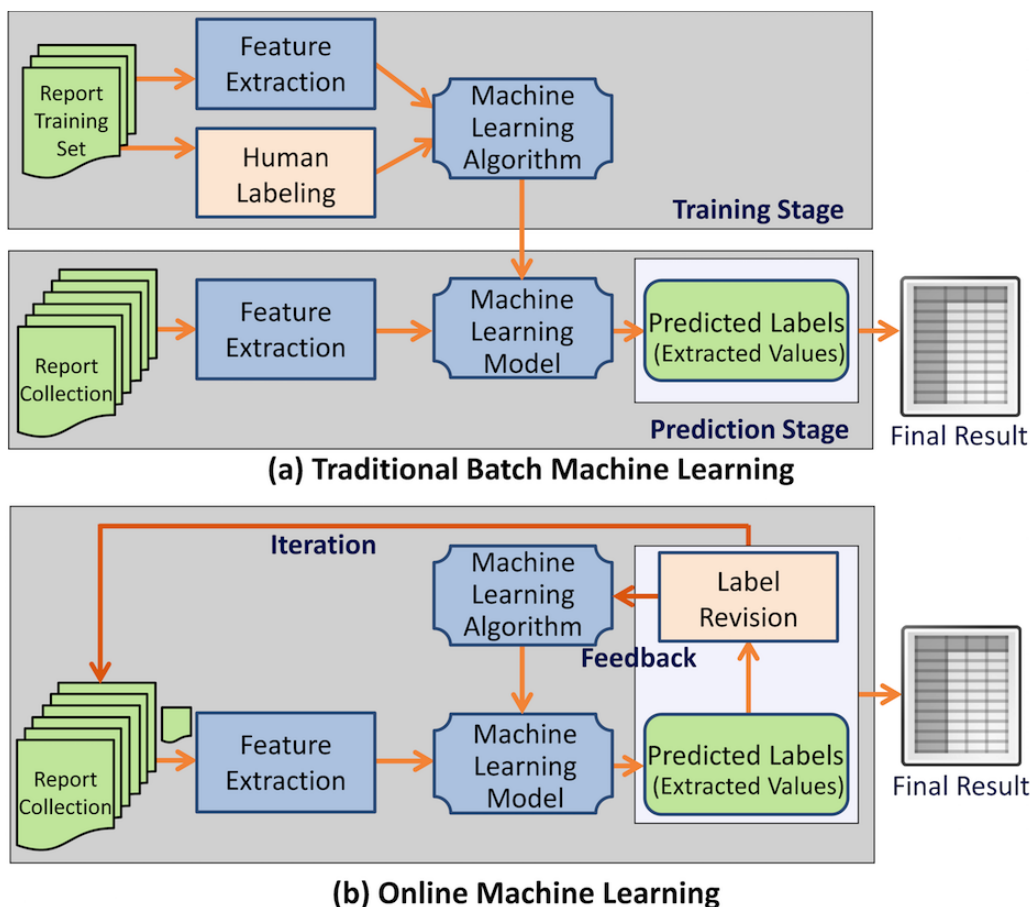 Report
Training
Set
Feature
Extraction
Human
Labeling
Machine
Learning
Algorithm
Training Stage
Report
Collection
Feature
Extraction
Machine
Learning
Model
Predicted Labels
(Extracted Values)
Prediction Stage
Final Result
(a) Traditional Batch Machine Learning
Iteration
Machine
Learning
Algorithm
Label
Revision
Feedback
Report
Collection
Feature
Extraction
Machine
Learning
Model
Predicted Labels
(Extracted Values)
Final Result
(b) Online Machine Learning